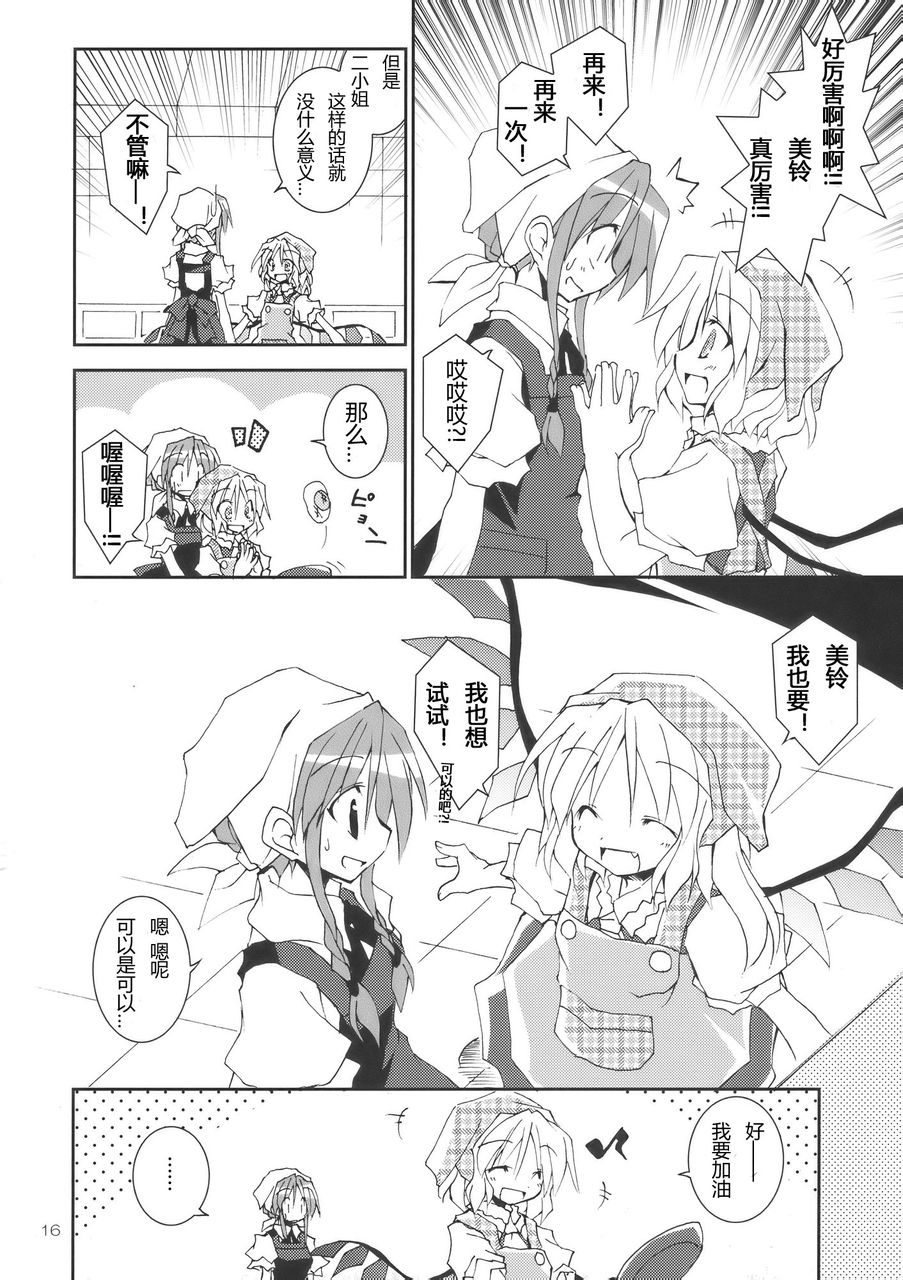 好厉害啊啊啊!!
美铃
真厉害!!!
再来！
再来
一次！
哎哎哎?!
但是
二小姐
这样的话就
没什么意义…
不管嘛
—！
那么…
ピョン
喔喔喔
—!!
美铃
我也要！
我也想
试试！
可以的吧?!
嗯 嗯呢
可以是可以…
好——
我要加油
……
16